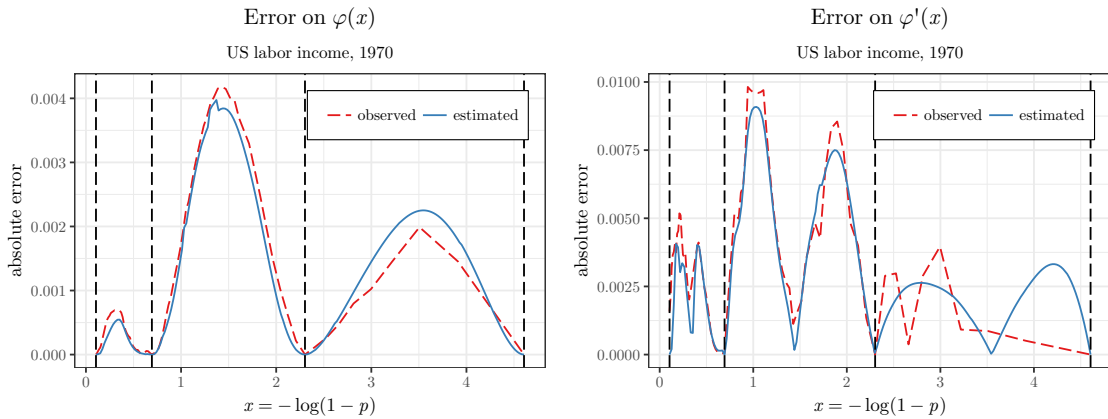 Error on φ(x)
US labor income, 1970
absolute error
0.004
0.003
0.002
0.001
0.000
observed
estimated
0 1 2 3 4
x = −log(1 − p)
Error on φ'(x)
US labor income, 1970
absolute error
0.0100
0.0075
0.0050
0.0025
0.0000
observed
estimated
0 1 2 3 4
x = −log(1 − p)